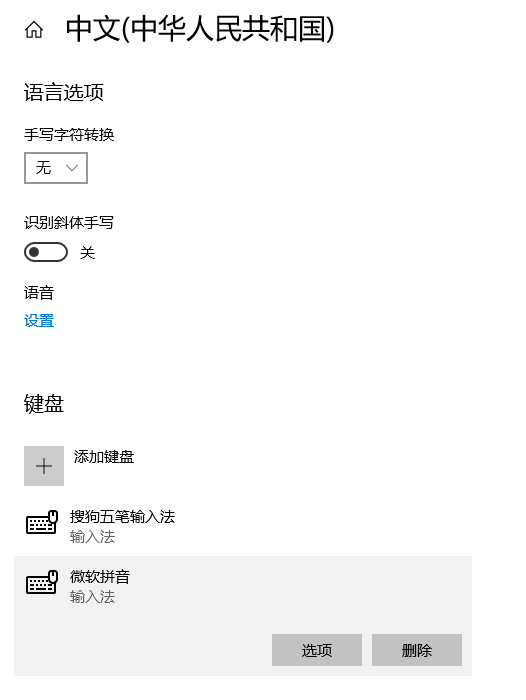 中文(中华人民共和国)
语言选项
手写字符转换
无
识别斜体手写
关
语音
设置
键盘
添加键盘
搜狗五笔输入法
输入法
微软拼音
输入法
选项 删除